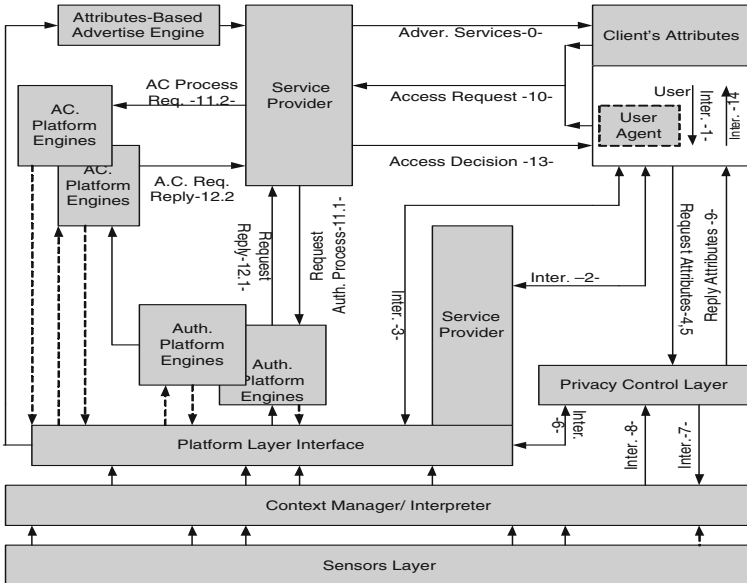 Attributes-Based
Advertise Engine
Adver. Services-0-
Client's Attributes
AC Process
Req. -11.2-
Service
Provider
Access Request -10-
User
Inter. -1-
Inter. -14
User
Agent
AC.
Platform
Engines
AC.
Platform
Engines
A.C. Req.
Reply-12.2
Access Decision -13-
Request
Reply-12.1-
Request
Auth. Process-11.1-
Inter. -3-
Inter. –2-
Request Attributes-4,5
Reply Attributes -9-
Service
Provider
Auth.
Platform
Engines
Auth.
Platform
Engines
Privacy Control Layer
Inter.
-6-
Inter. -8-
Inter.-7-
Platform Layer Interface
Context Manager/ Interpreter
Sensors Layer